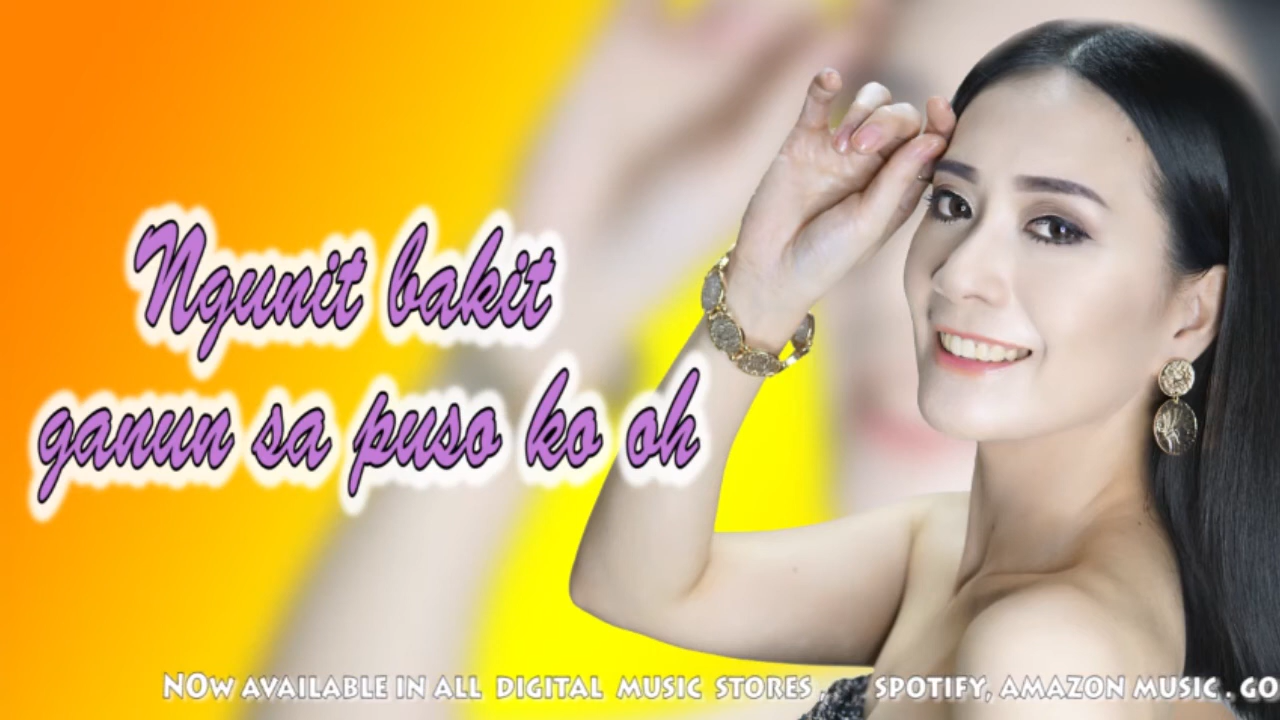 Ngunit bakit
ganun sa puso ko oh
NOW AVAILABLE IN ALL DIGITAL MUSIC STORES , SPOTIFY, AMAZON MUSIC . GO